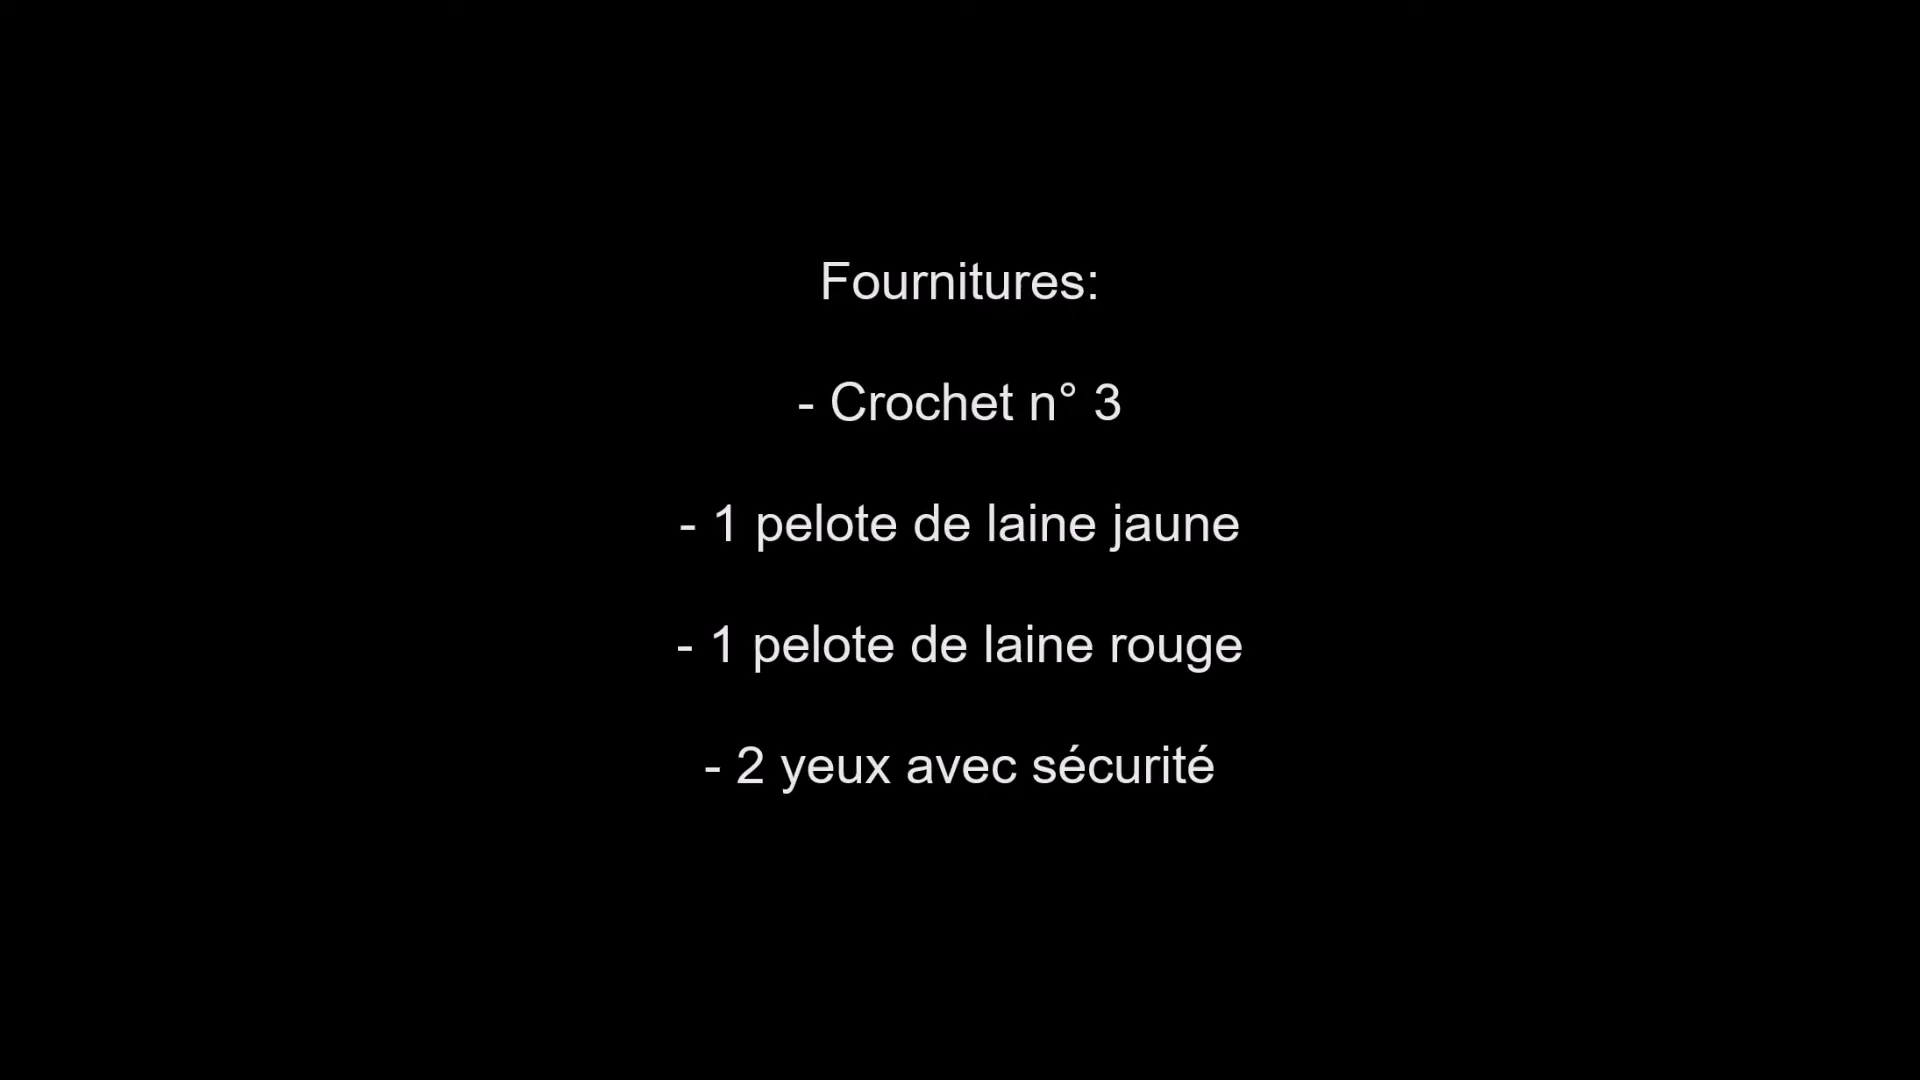 Fournitures:
- Crochet n° 3
- 1 pelote de laine jaune
- 1 pelote de laine rouge
- 2 yeux avec sécurité